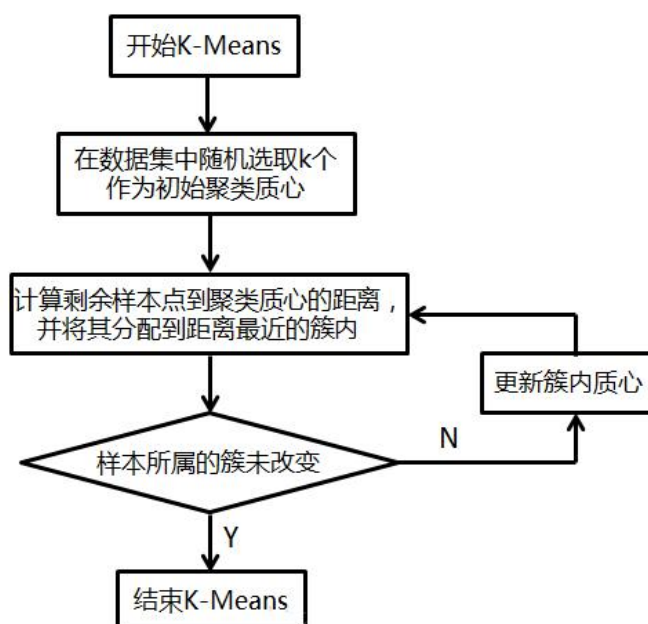 开始K-Means
在数据集中随机选取k个
作为初始聚类质心
计算剩余样本点到聚类质心的距离，
并将其分配到距离最近的簇内
更新簇内质心
N
样本所属的簇未改变
Y
结束K-Means